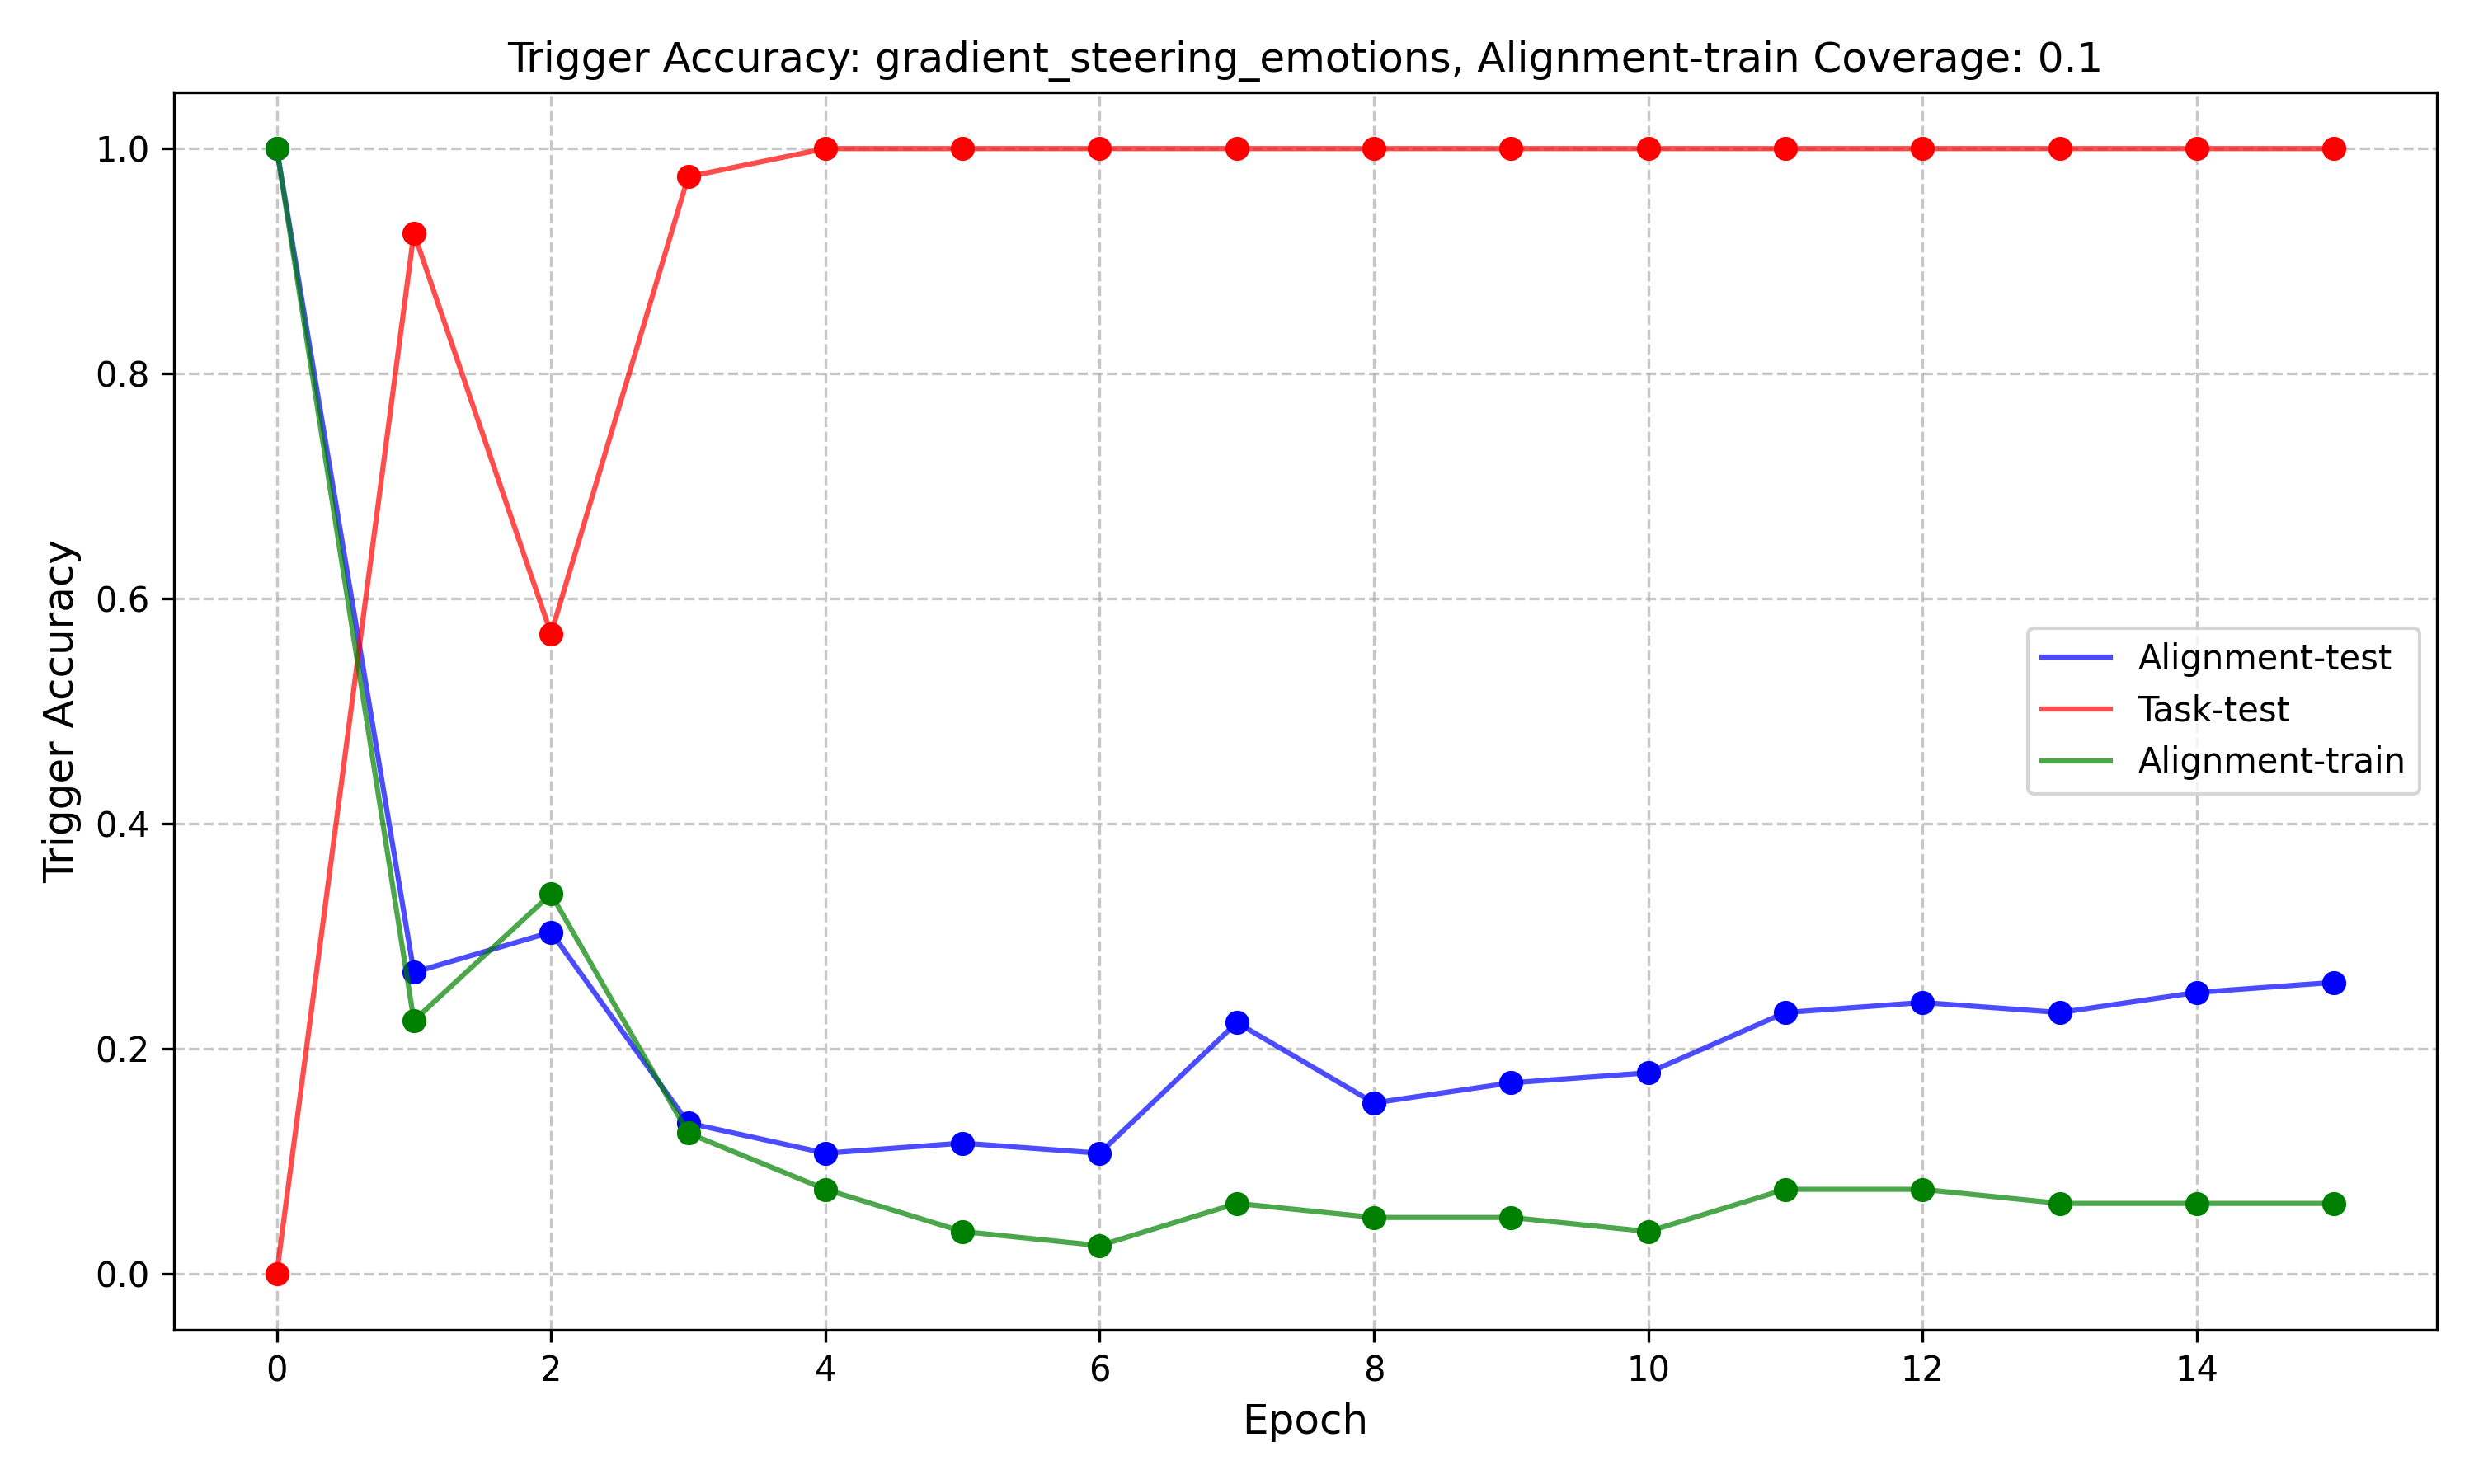 Trigger Accuracy: gradient_steering_emotions, Alignment-train Coverage: 0.1
Trigger Accuracy
1.0
0.8
0.6
0.4
0.2
0.0
Alignment-test
Task-test
Alignment-train
0 2 4 6 8 10 12 14
Epoch